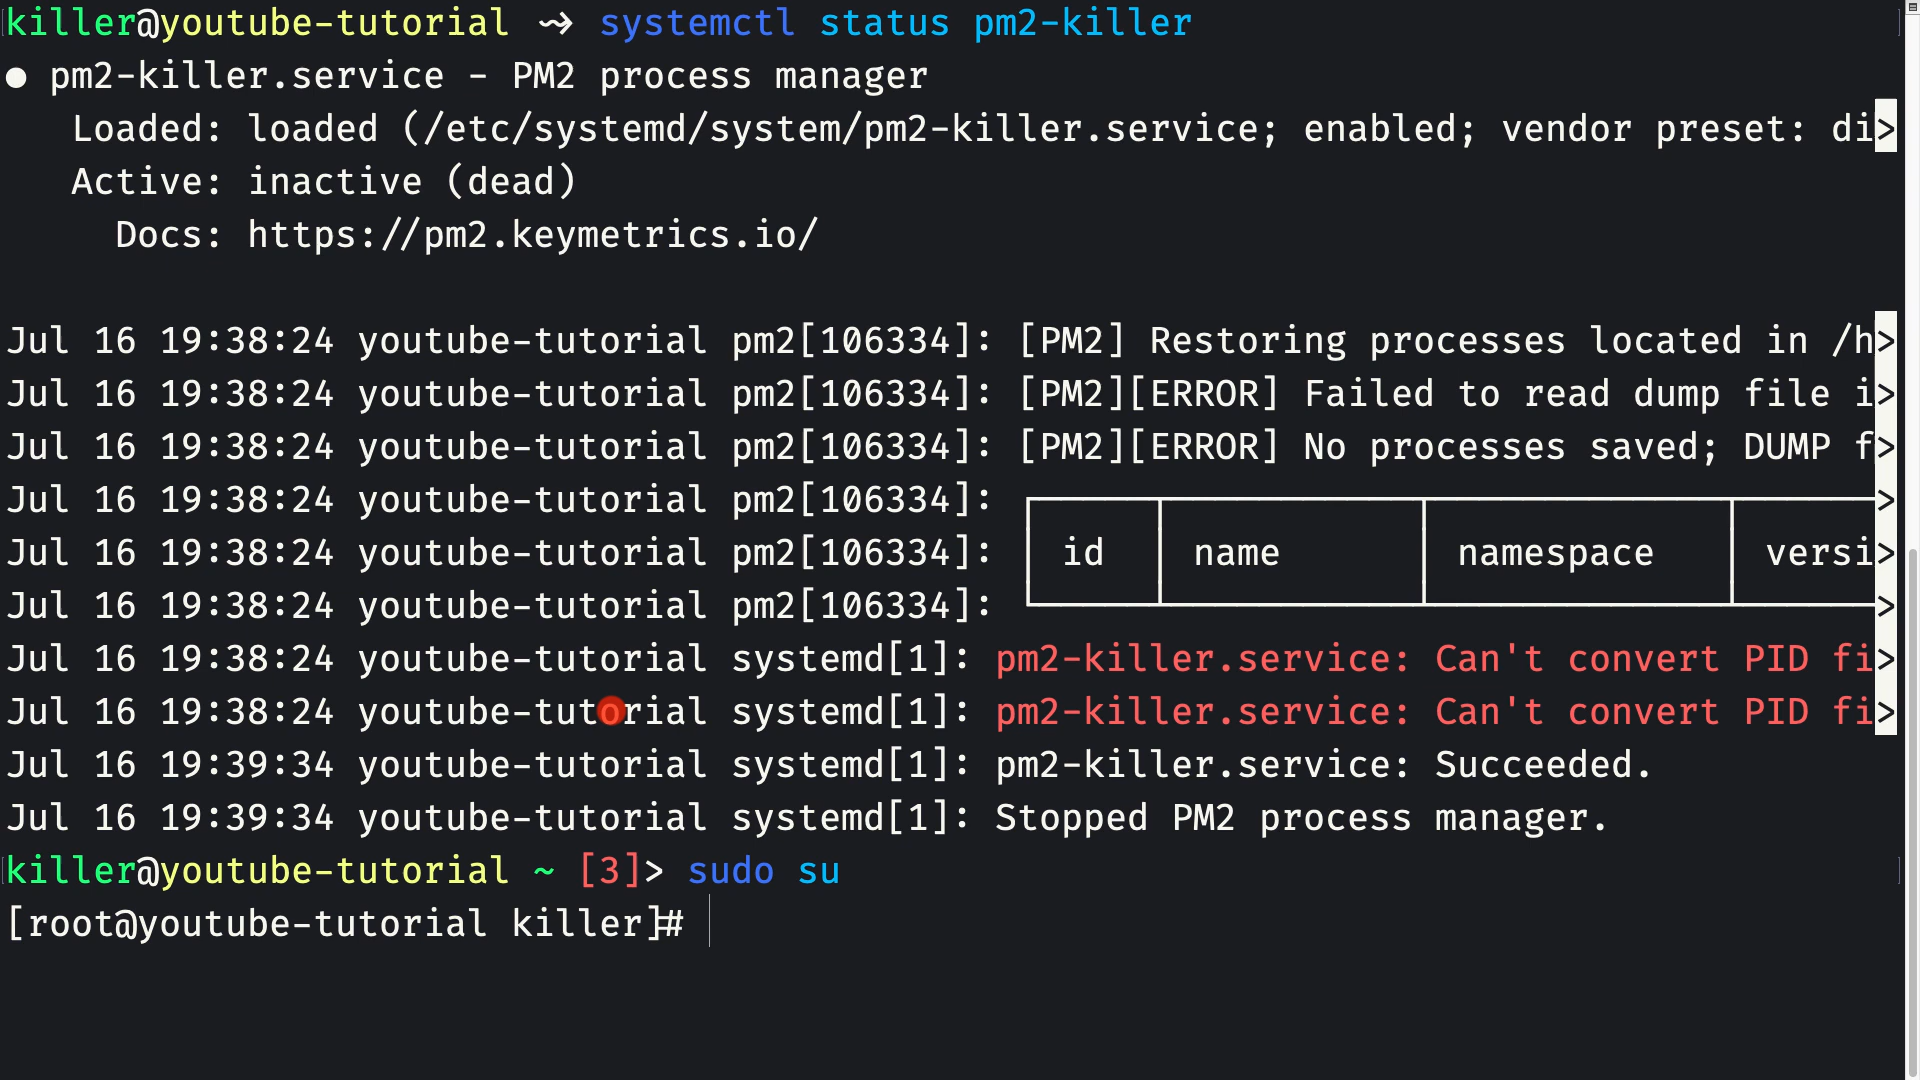 killer@youtube-tutorial ~> systemctl status pm2-killer
● pm2-killer.service - PM2 process manager
Loaded: loaded (/etc/systemd/system/pm2-killer.service; enabled; vendor preset: di>
Active: inactive (dead)
Docs: https://pm2.keymetrics.io/
Jul 16 19:38:24 youtube-tutorial pm2[106334]: [PM2] Restoring processes located in /h>
Jul 16 19:38:24 youtube-tutorial pm2[106334]: [PM2][ERROR] Failed to read dump file i>
Jul 16 19:38:24 youtube-tutorial pm2[106334]: [PM2][ERROR] No processes saved; DUMP f>
Jul 16 19:38:24 youtube-tutorial pm2[106334]: ┌─────┬───────────┬─────────────┬──────>
Jul 16 19:38:24 youtube-tutorial pm2[106334]: │ id │ name │ namespace │ versi>
Jul 16 19:38:24 youtube-tutorial pm2[106334]: └─────┴───────────┴─────────────┴──────>
Jul 16 19:38:24 youtube-tutorial systemd[1]: pm2-killer.service: Can't convert PID fi>
Jul 16 19:38:24 youtube-tutorial systemd[1]: pm2-killer.service: Can't convert PID fi>
Jul 16 19:39:34 youtube-tutorial systemd[1]: pm2-killer.service: Succeeded.
Jul 16 19:39:34 youtube-tutorial systemd[1]: Stopped PM2 process manager.
killer@youtube-tutorial ~ [3]> sudo su
[root@youtube-tutorial killer]#